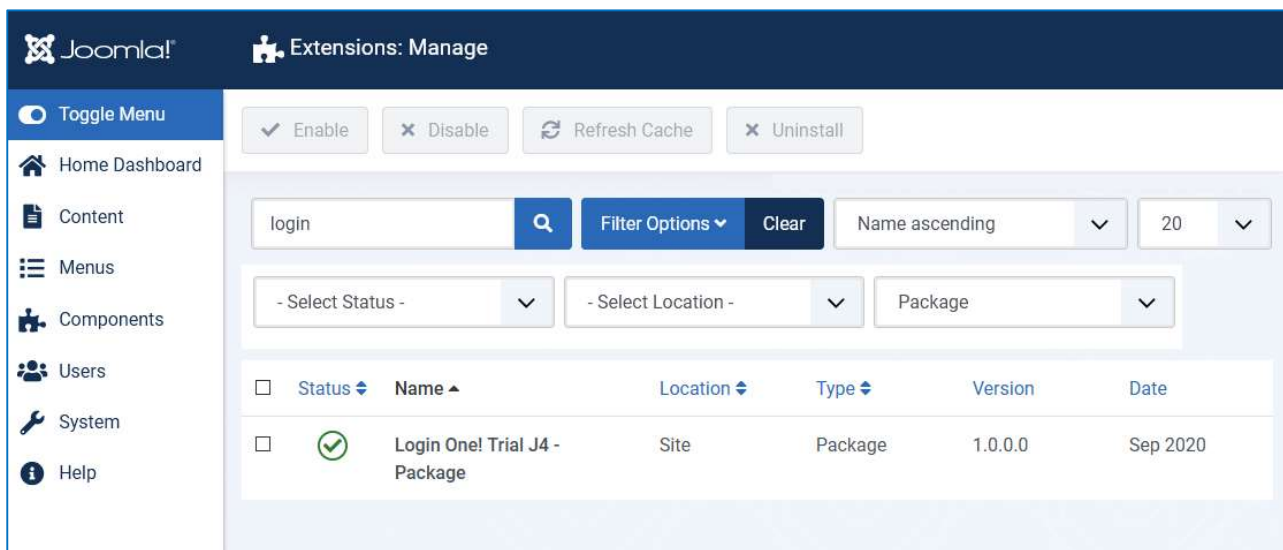 Joomla!®
Extensions: Manage
Toggle Menu
Home Dashboard
Content
Menus
Components
Users
System
Help
Enable
Disable
Refresh Cache
Uninstall
login
Filter Options
Clear
Name ascending
20
- Select Status -
- Select Location -
Package
Status Name Location Type Version Date
Login One! Trial J4 - Site Package 1.0.0.0 Sep 2020
Package